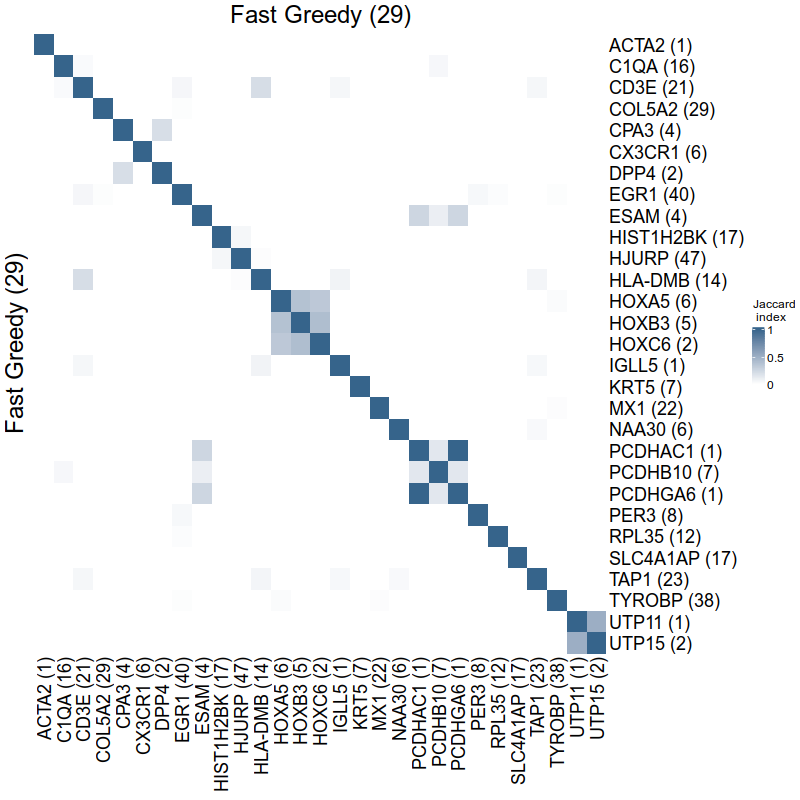 Fast Greedy (29)
Fast Greedy (29)
ACTA2 (1)
C1QA (16)
CD3E (21)
COL5A2 (29)
CPA3 (4)
CX3CR1 (6)
DPP4 (2)
EGR1 (40)
ESAM (4)
HIST1H2BK (17)
HJURP (47)
HLA-DMB (14)
HOXA5 (6)
HOXB3 (5)
HOXC6 (2)
IGLL5 (1)
KRT5 (7)
MX1 (22)
NAA30 (6)
PCDHAC1 (1)
PCDHB10 (7)
PCDHGA6 (1)
PER3 (8)
RPL35 (12)
SLC4A1AP (17)
TAP1 (23)
TYROBP (38)
UTP11 (1)
UTP15 (2)
Jaccard
index
1
0.5
0
ACTA2 (1)
C1QA (16)
CD3E (21)
COL5A2 (29)
CPA3 (4)
CX3CR1 (6)
DPP4 (2)
EGR1 (40)
ESAM (4)
HIST1H2BK (17)
HJURP (47)
HLA-DMB (14)
HOXA5 (6)
HOXB3 (5)
HOXC6 (2)
IGLL5 (1)
KRT5 (7)
MX1 (22)
NAA30 (6)
PCDHAC1 (1)
PCDHB10 (7)
PCDHGA6 (1)
PER3 (8)
RPL35 (12)
SLC4A1AP (17)
TAP1 (23)
TYROBP (38)
UTP11 (1)
UTP15 (2)